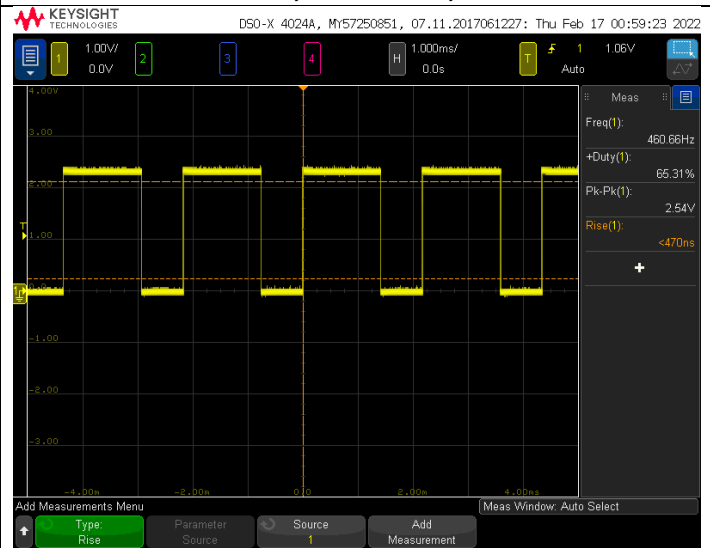 KEYSIGHT
TECHNOLOGIES
DSO-X 4024A, MY57250851, 07.11.2017061227: Thu Feb 17 00:59:23 2022
1 1.00V/ 2 3 4 H 1.000ms/ T 1 1.06V
0.0V 0.0s Auto
4.00V
3.00
2.00
T
1.00
1
-1.00
-2.00
-3.00
-4.00m -2.00m 0.0 2.00m 4.00ms
Meas
Freq(1):
460.66Hz
+Duty(1):
65.31%
Pk-Pk(1):
2.54V
Rise(1):
<470ns
+
Add Measurements Menu
Meas Window: Auto Select
Type: Parameter Source Add
Rise Source 1 Measurement